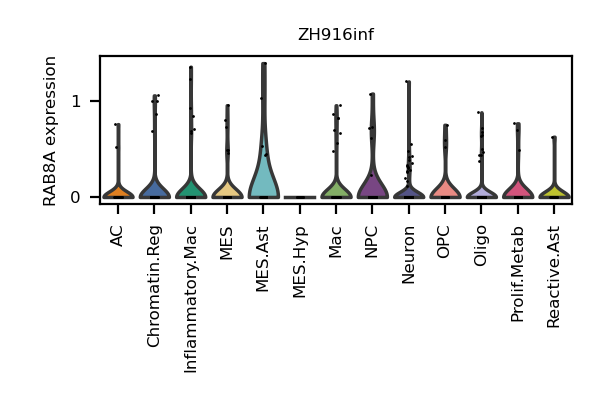 ZH916inf
RAB8A expression
1
0
AC
Chromatin.Reg
Inflammatory.Mac
MES
MES.Ast
MES.Hyp
Mac
NPC
Neuron
OPC
Oligo
Prolif.Metab
Reactive.Ast